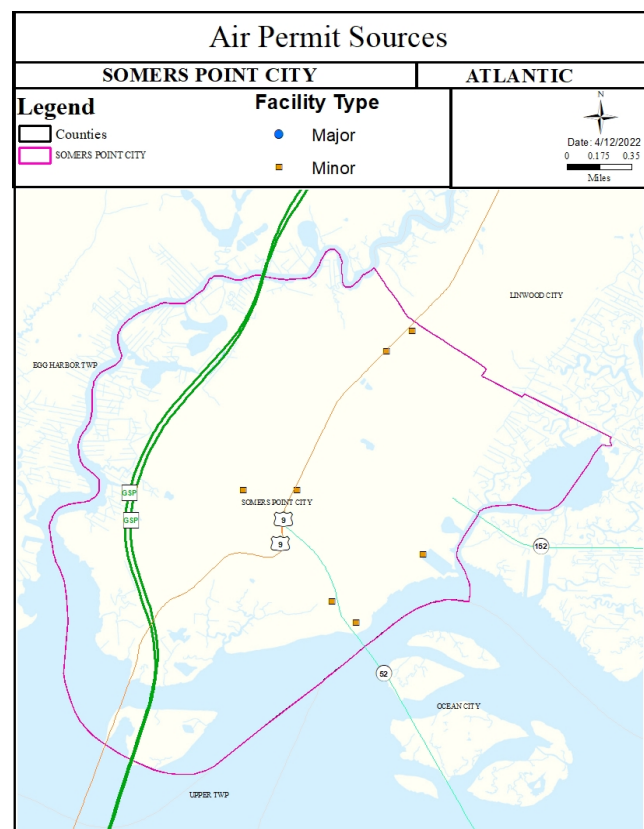 Air Permit Sources
SOMERS POINT CITY
ATLANTIC
Legend
Counties
SOMERS POINT CITY
Facility Type
Major
Minor
N
Date: 4/12/2022
0 0.175 0.35
Miles
LINWOOD CITY
EGG HARBOR TWP
GSP
GSP
SOMERS POINT CITY
9
9
152
52
OCEAN CITY
UPPER TWP